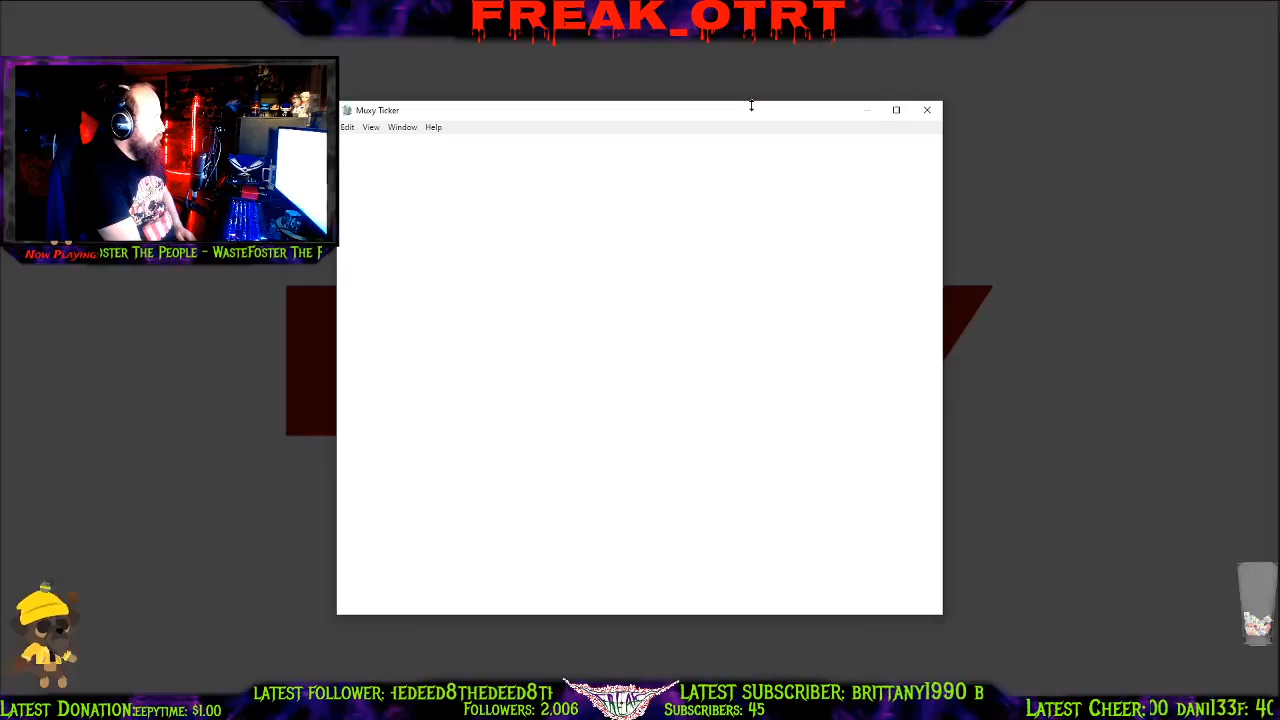 FREAK_OTRT
Muxy Ticker
Edit View Window Help
Now Playing OSTER THE PEOPLE - WASTEFOSTER THE F
LATEST FOLLOWER: HEDEED8THEDEED8TH
LATEST SUBSCRIBER: BRITTANY1990 B
LATEST DONATION: EEPYTIME: $1.00
FOLLOWERS: 2,006
SUBSCRIBERS: 45
LATEST CHEER: 00 DANI133F: 40